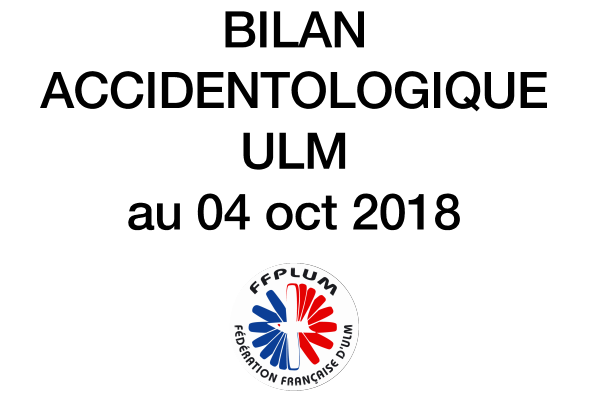 BILAN
ACCIDENTOLOGIQUE
ULM
au 04 oct 2018
FFPLUM
FÉDÉRATION FRANÇAISE D'ULM